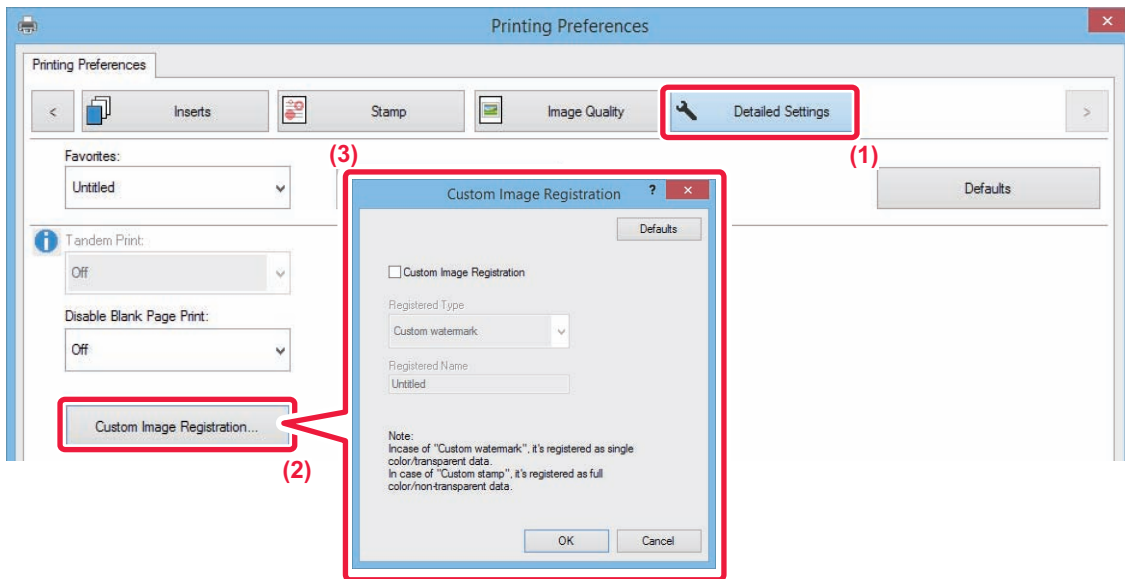 Printing Preferences
Printing Preferences
<
Inserts
Stamp
Image Quality
Detailed Settings
>
(1)
Favorites:
Untitled
Defaults
Tandem Print:
Off
Disable Blank Page Print:
Off
Custom Image Registration...
(2)
(3)
Custom Image Registration
?
Defaults
Custom Image Registration
Registered Type
Custom watermark
Registered Name
Untitled
Note:
Incase of "Custom watermark", it's registered as single
color/transparent data.
In case of "Custom stamp", it's registered as full
color/non-transparent data.
OK
Cancel